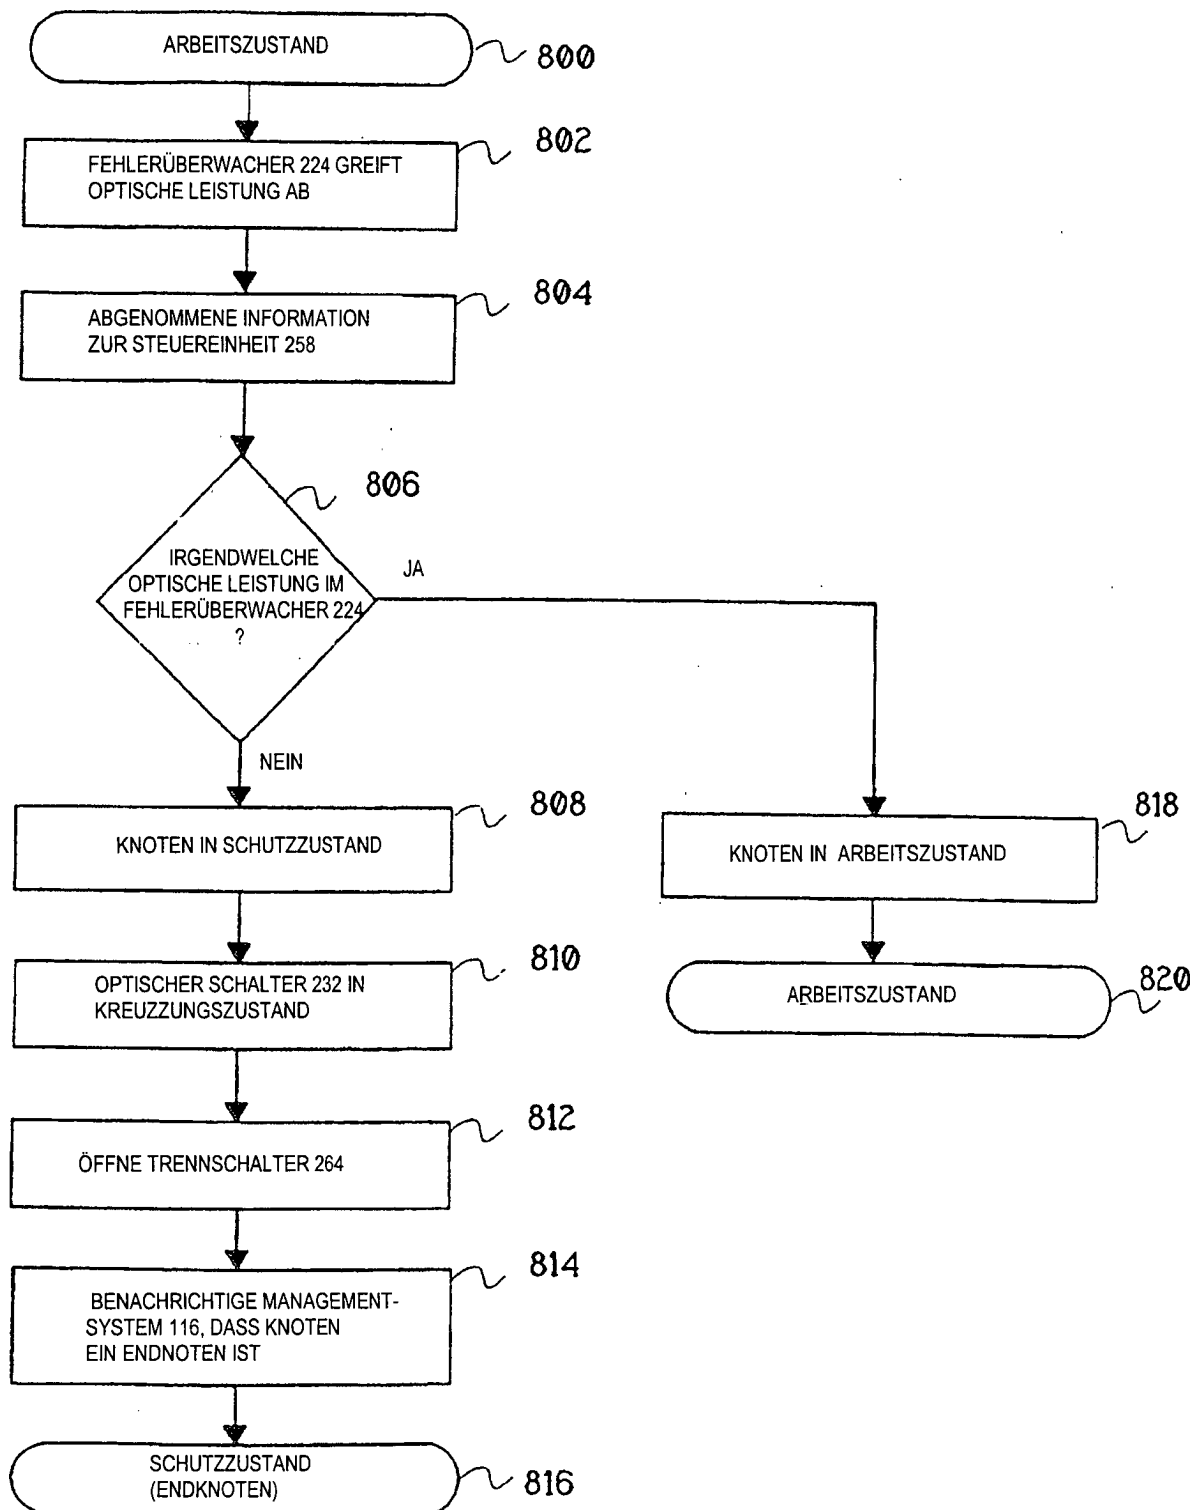 ARBEITSZUSTAND
800
802
FEHLERÜBERWACHER 224 GREIFT
OPTISCHE LEISTUNG AB
804
ABGENOMMENE INFORMATION
ZUR STEUEREINHEIT 258
806
IRGENDWELCHE
OPTISCHE LEISTUNG IM
FEHLERÜBERWACHER 224
?
JA
NEIN
808
KNOTEN IN SCHUTZZUSTAND
818
KNOTEN IN ARBEITSZUSTAND
810
OPTISCHER SCHALTER 232 IN
KREUZZUNGSZUSTAND
820
ARBEITSZUSTAND
812
ÖFFNE TRENNSCHALTER 264
814
BENACHRICHTIGE MANAGEMENT-
SYSTEM 116, DASS KNOTEN
EIN ENDNOTEN IST
SCHUTZZUSTAND
(ENDKNOTEN)
816